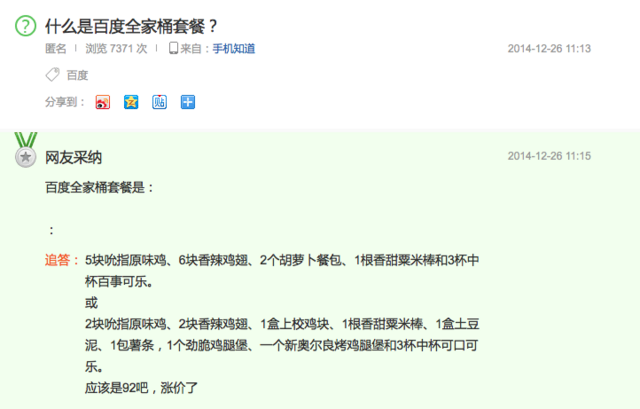 什么是百度全家桶套餐？
匿名 | 浏览 7371 次 | 来自：手机知道 2014-12-26 11:13
百度
分享到：
网友采纳 2014-12-26 11:15
百度全家桶套餐是：
：
追答： 5块吮指原味鸡、6块香辣鸡翅、2个胡萝卜餐包、1根香甜粟米棒和3杯中
杯百事可乐。
或
2块吮指原味鸡、2块香辣鸡翅、1盒上校鸡块、1根香甜粟米棒、1盒土豆
泥、1包薯条，1个劲脆鸡腿堡、一个新奥尔良烤鸡腿堡和3杯中杯可口可
乐。
应该是92吧，涨价了